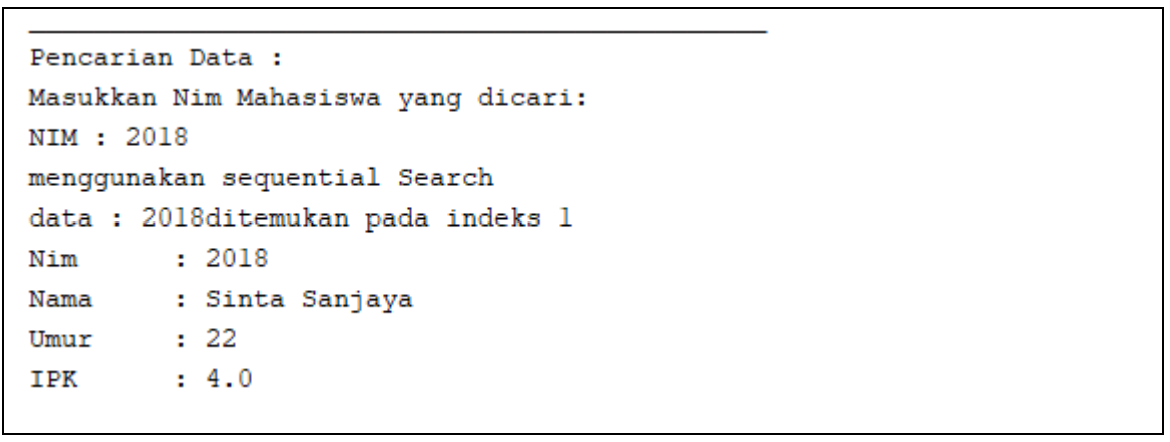 Pencarian Data :
Masukkan Nim Mahasiswa yang dicari:
NIM : 2018
menggunakan sequential Search
data : 2018ditemukan pada indeks 1
Nim : 2018
Nama : Sinta Sanjaya
Umur : 22
IPK : 4.0